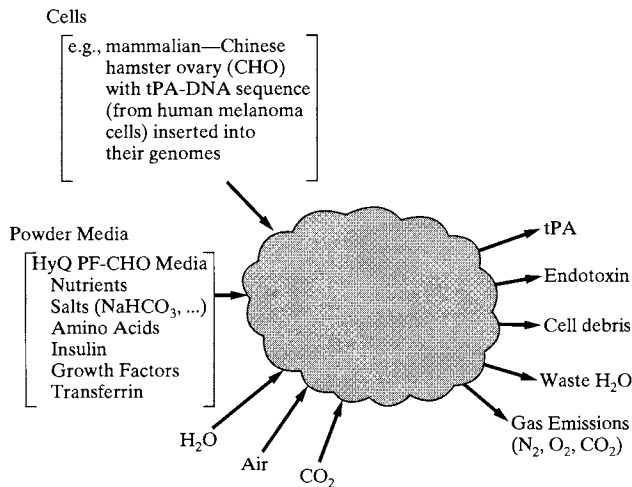 Cells
e.g., mammalian—Chinese
hamster ovary (CHO)
with tPA-DNA sequence
(from human melanoma
cells) inserted into
their genomes
Powder Media
HyQ PF-CHO Media
Nutrients
Salts (NaHCO₃, ...)
Amino Acids
Insulin
Growth Factors
Transferrin
H₂O
Air
CO₂
tPA
Endotoxin
Cell debris
Waste H₂O
Gas Emissions
(N₂, O₂, CO₂)